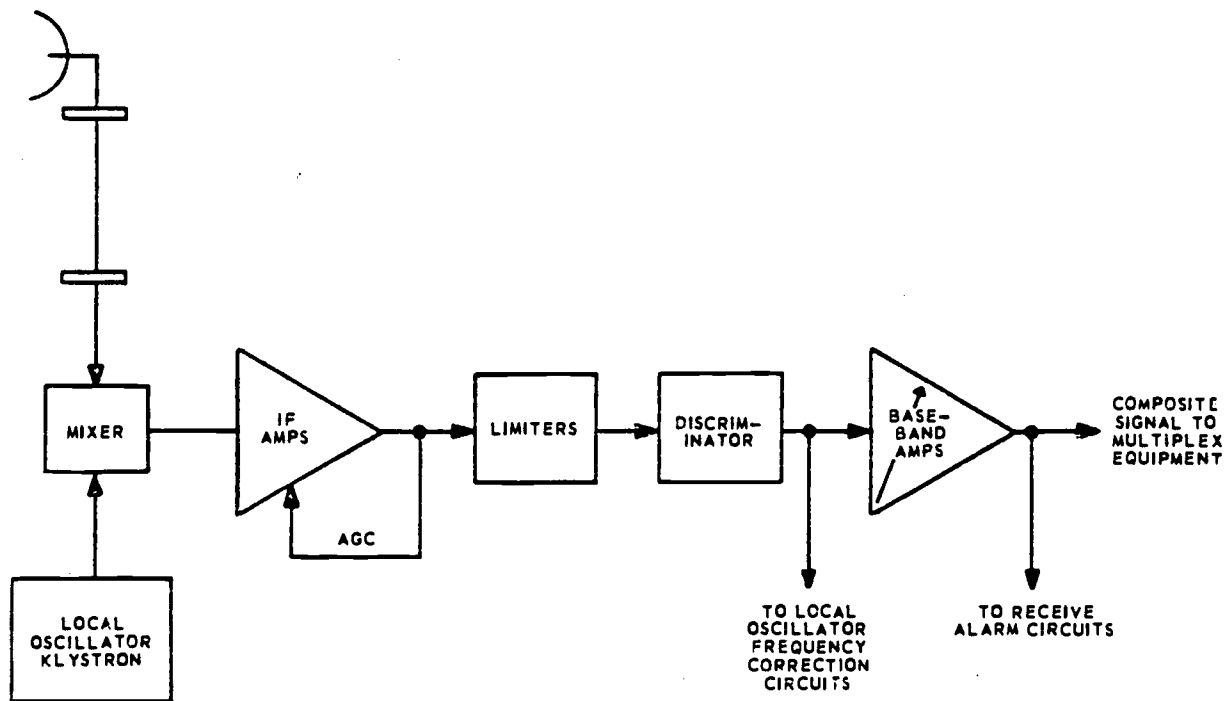 MIXER
IF
AMPS
LIMITERS
DISCRIM-
INATOR
BASE-
BAND
AMPS
COMPOSITE
SIGNAL TO
MULTIPLEX
EQUIPMENT
AGC
LOCAL
OSCILLATOR
KLYSTRON
TO LOCAL
OSCILLATOR
FREQUENCY
CORRECTION
CIRCUITS
TO RECEIVE
ALARM CIRCUITS